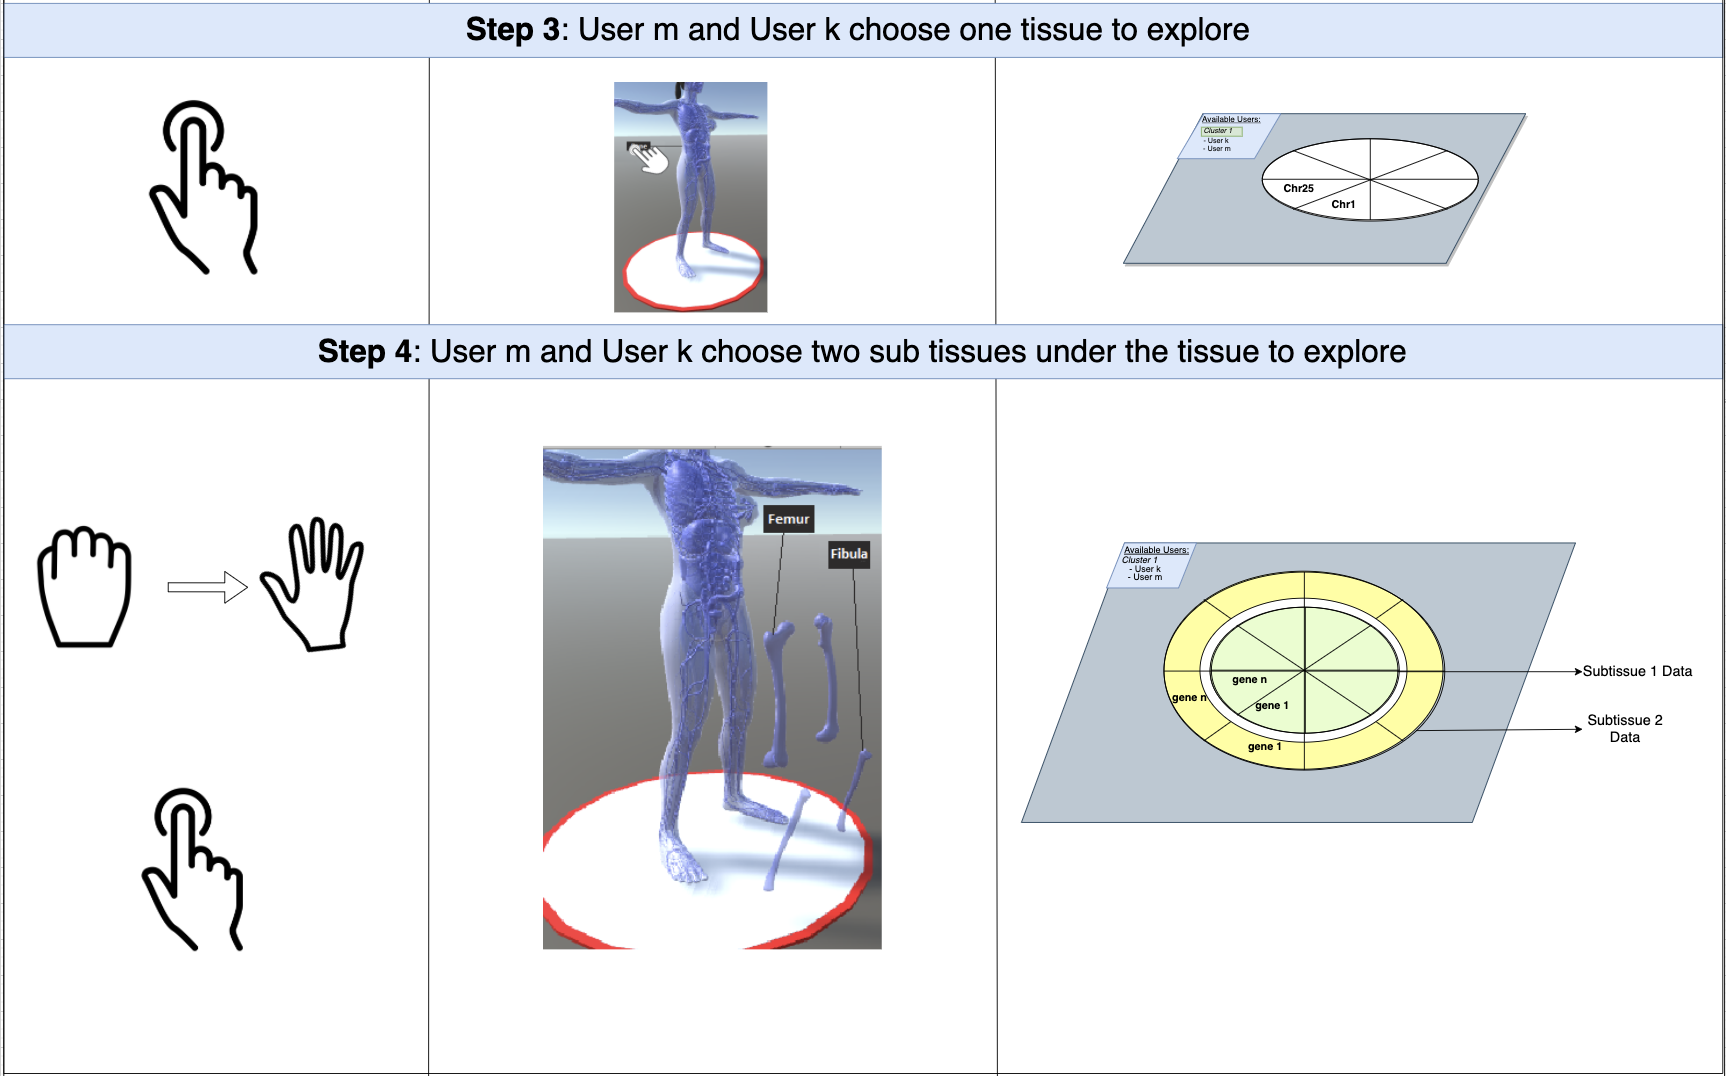 Step 3: User m and User k choose one tissue to explore
Available Users:
Cluster 1
- User k
- User m
Chr25
Chr1
Step 4: User m and User k choose two sub tissues under the tissue to explore
Femur
Fibula
Available Users:
Cluster 1
- User k
- User m
gene n
gene 1
gene n
gene 1
Subtissue 1 Data
Subtissue 2
Data